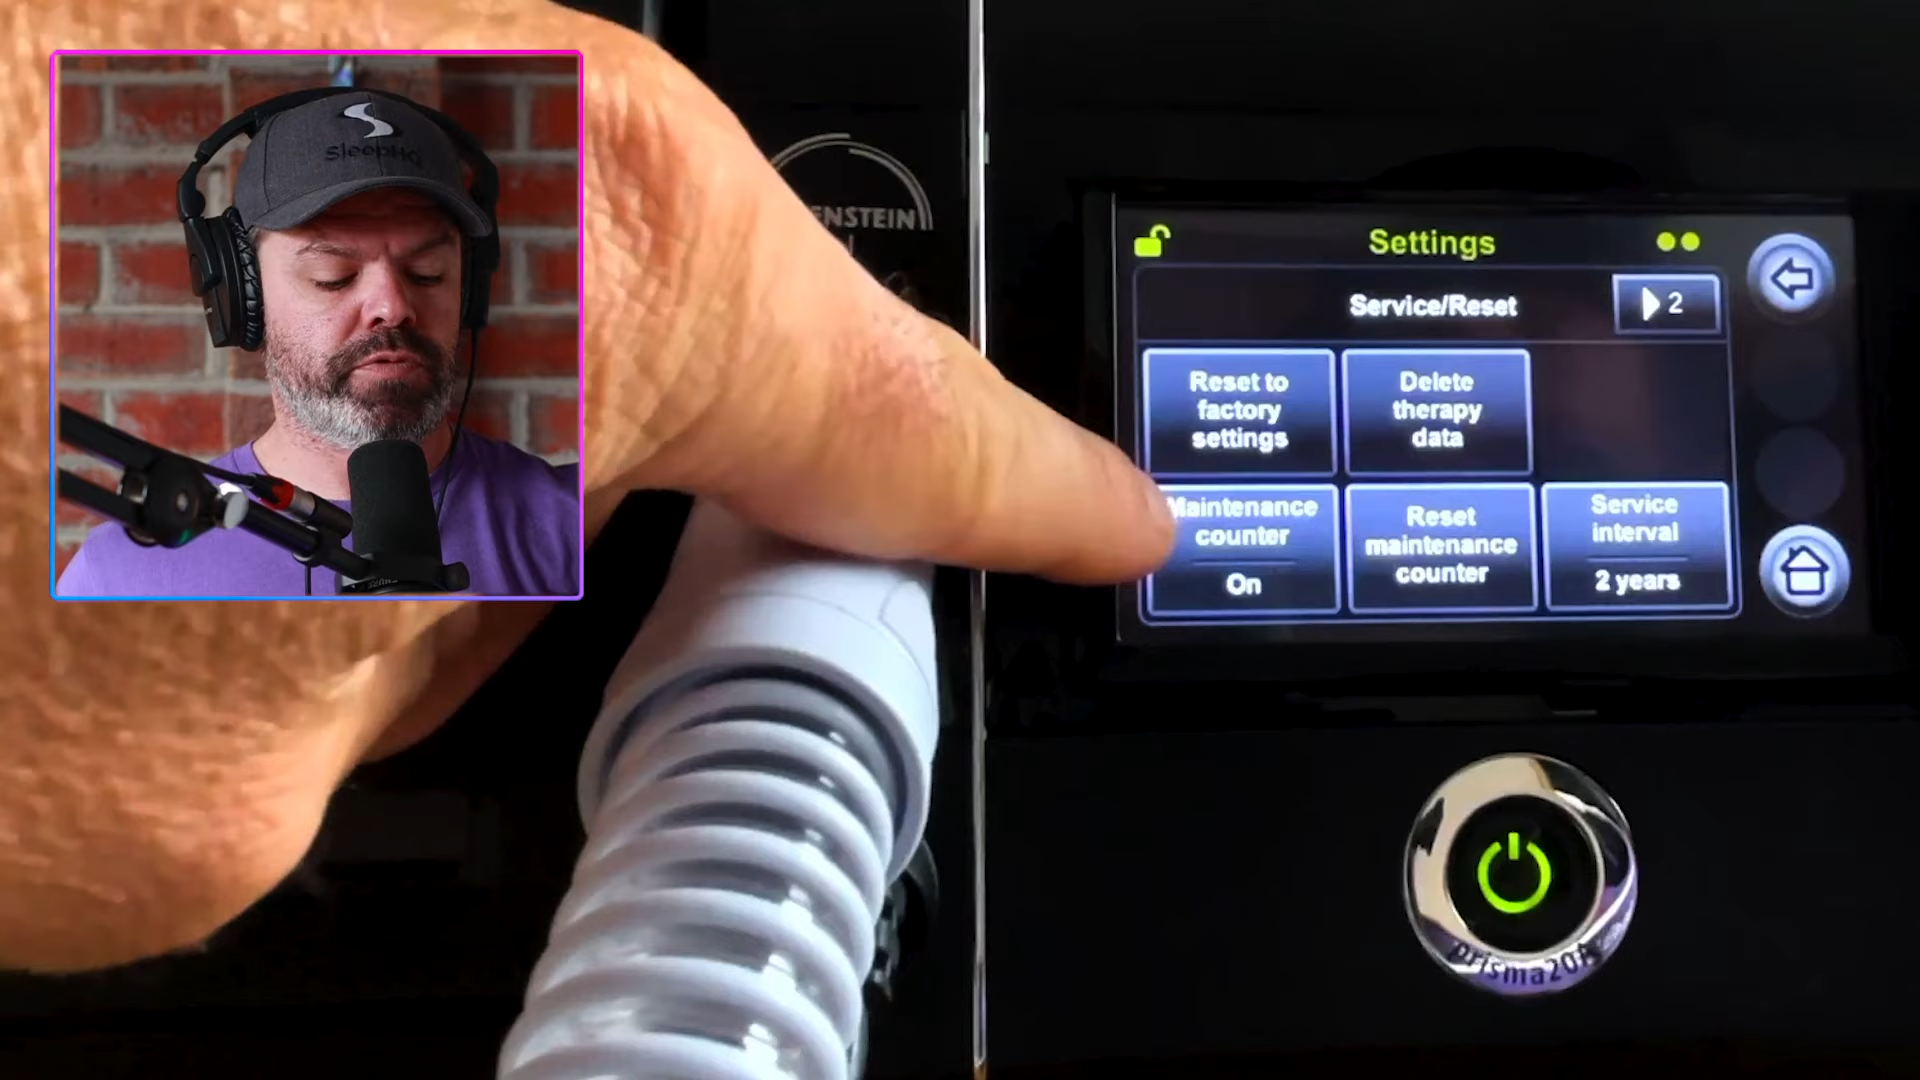 SleepHQ
ENSTEIN
Settings
Service/Reset
2
Reset to
factory
settings
Delete
therapy
data
Maintenance
counter
On
Reset
maintenance
counter
Service
interval
2 years
prisma20A